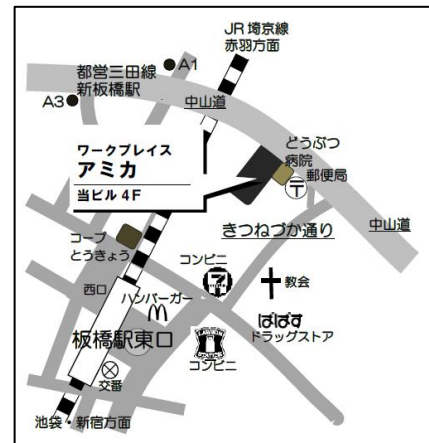 JR 埼京線
赤羽方面
都営三田線
新板橋駅
A1
A3
中山道
どうぶつ
病院
郵便局
ワークプレイス
アミカ
当ビル 4F
きつねづか通り
中山道
コープ
とうきょう
コンビニ
教会
西口
ハンバーガー
ぱぱす
ドラッグストア
板橋駅東口
コンビニ
交番
池袋・新宿方面